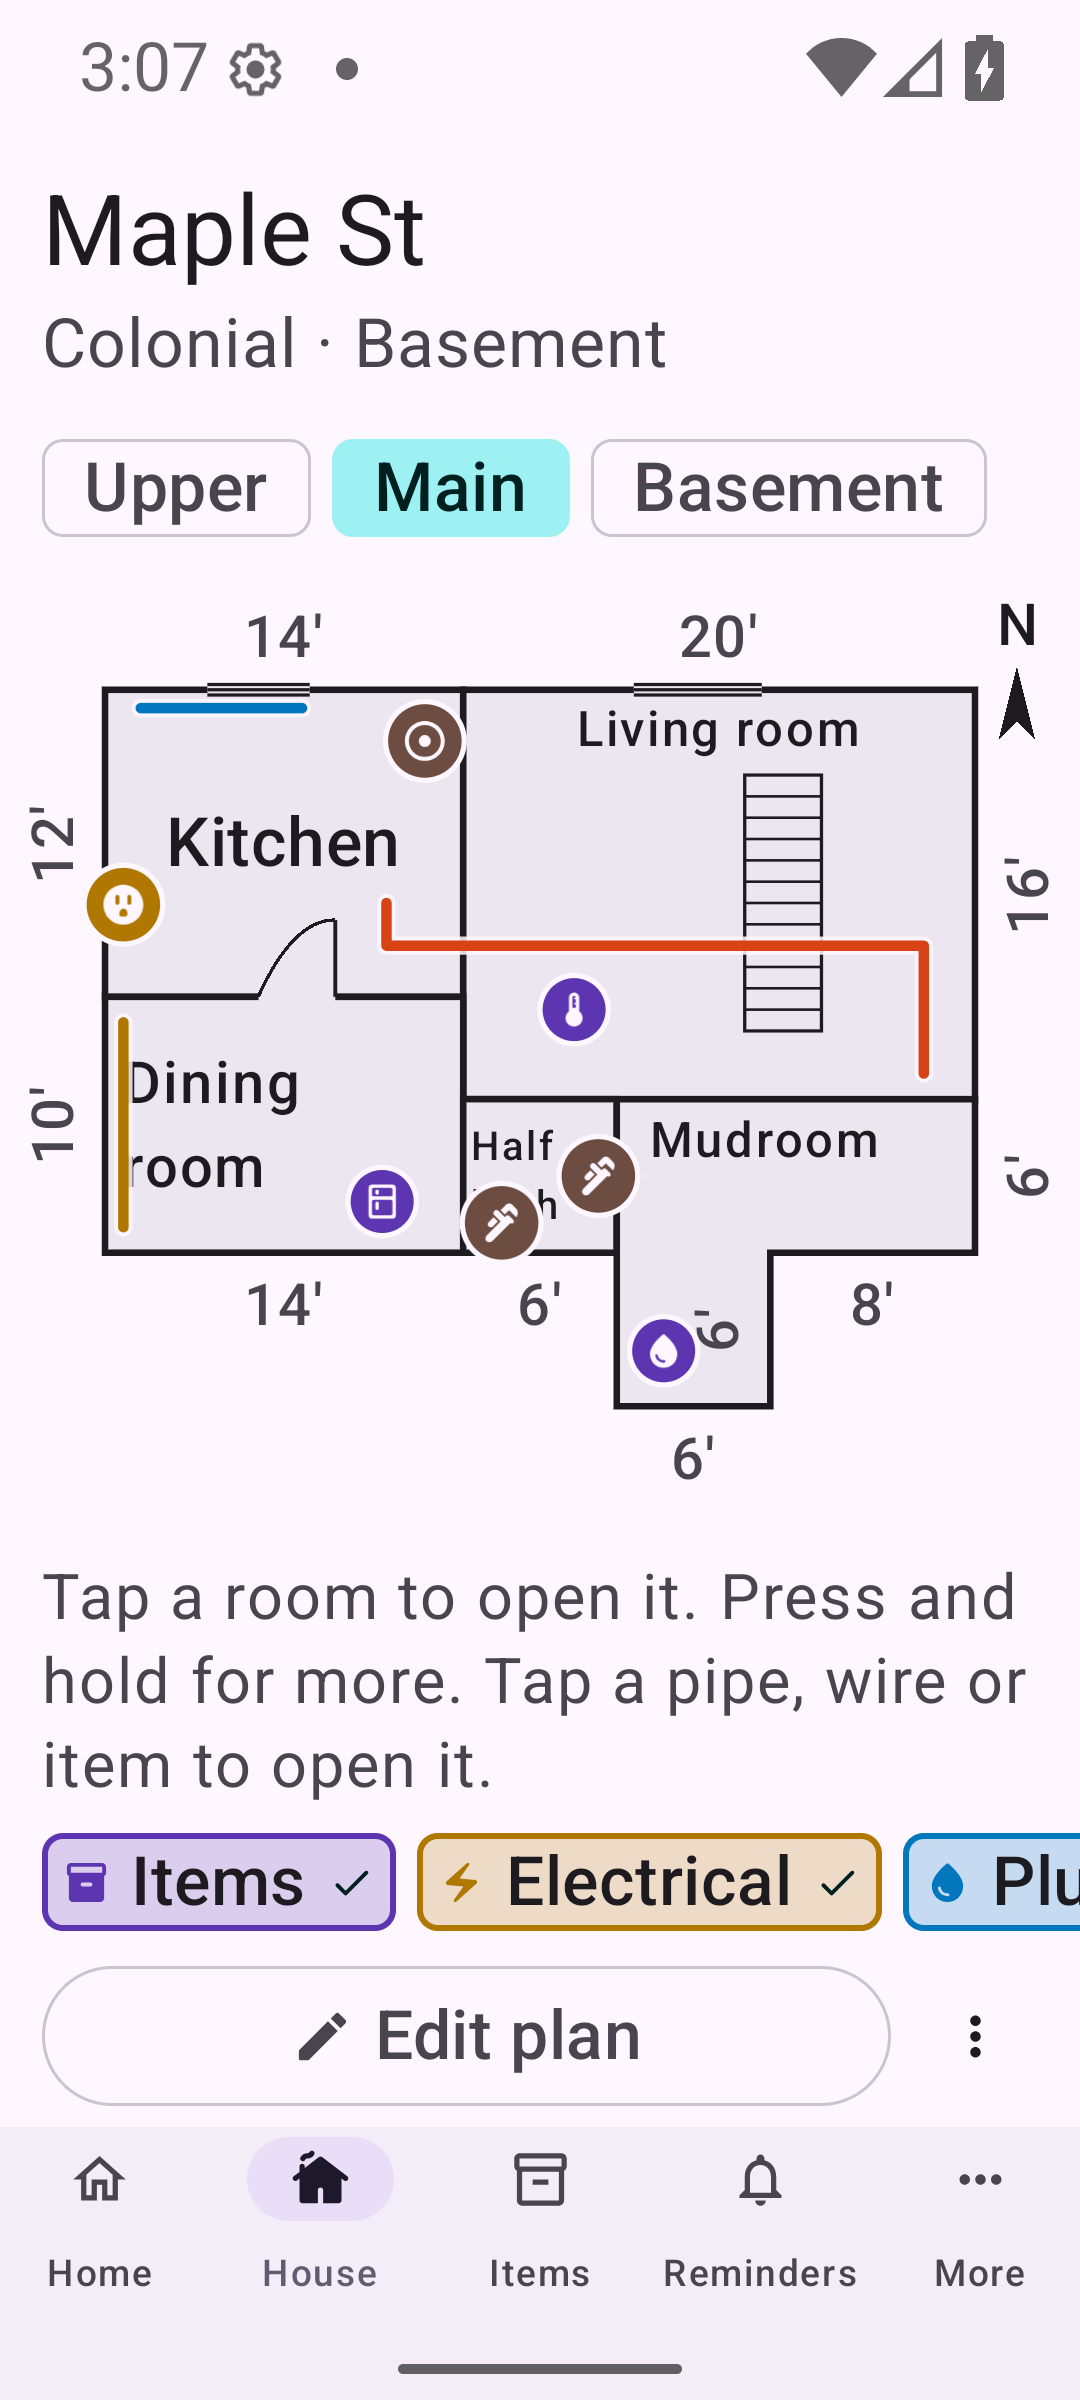 3:07
Maple St
Colonial · Basement
Upper
Main
Basement
14'
20'
N
Living room
Kitchen
12'
16'
Dining
room
10'
Half
Mudroom
6'
14'
6'
8'
6'
6'
Tap a room to open it. Press and
hold for more. Tap a pipe, wire or
item to open it.
Items
Electrical
Edit plan
Home
House
Items
Reminders
More